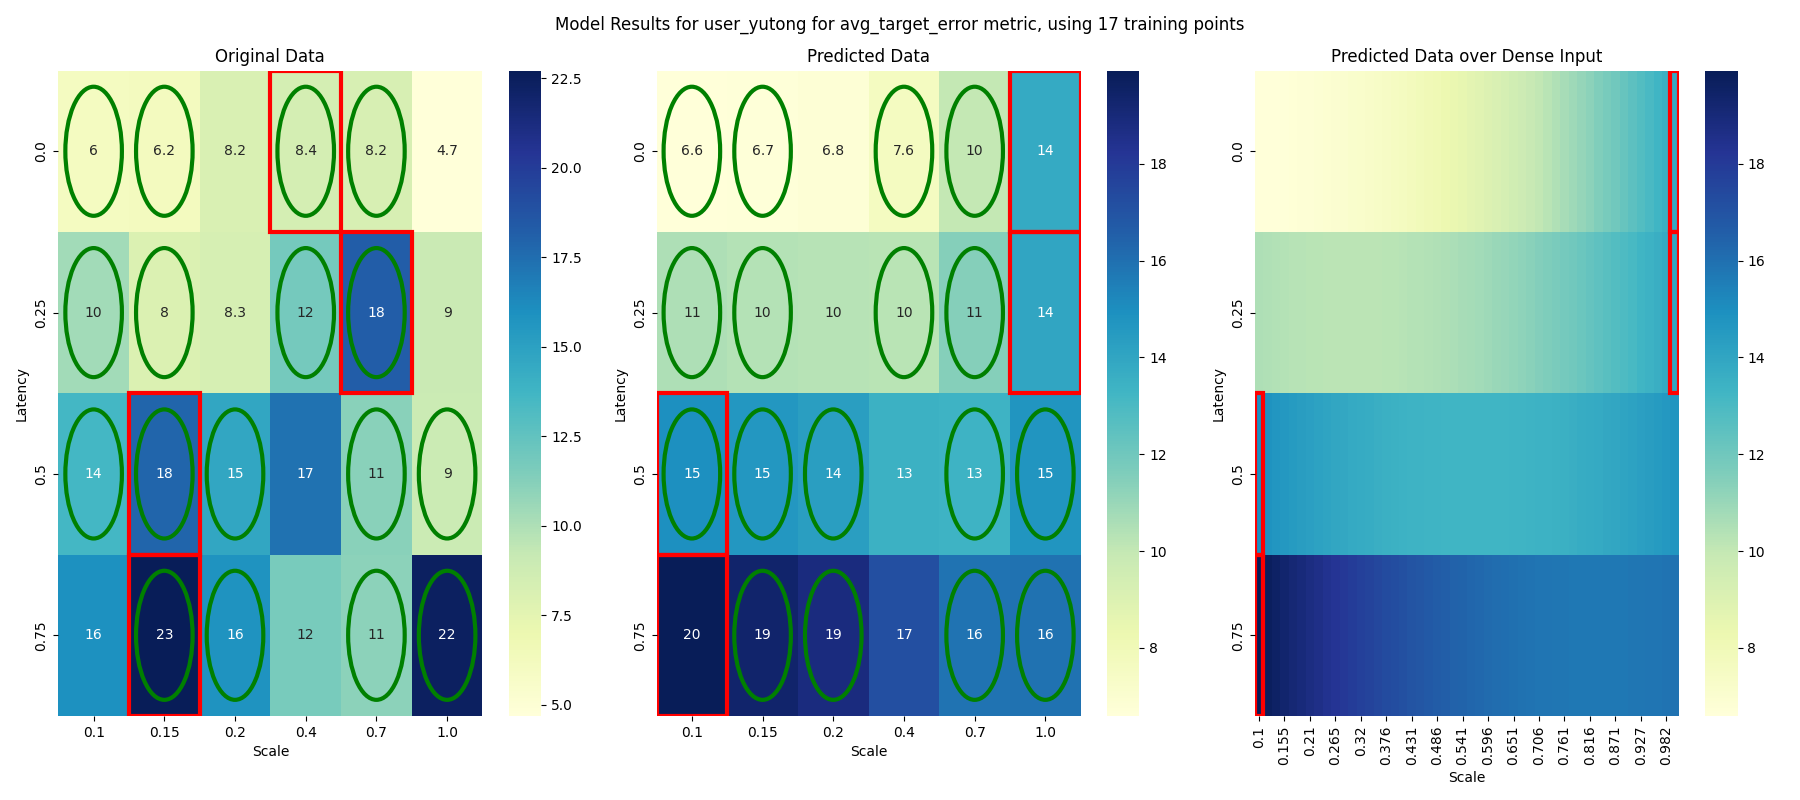 Model Results for user_yutong for avg_target_error metric, using 17 training points
Original Data
Latency
0.0 6 6.2 8.2 8.4 8.2 4.7
0.25 10 8 8.3 12 18 9
0.5 14 18 15 17 11 9
0.75 16 23 16 12 11 22
0.1 0.15 0.2 0.4 0.7 1.0
Scale
22.5
20.0
17.5
15.0
12.5
10.0
7.5
5.0
Predicted Data
Latency
0.0 6.6 6.7 6.8 7.6 10 14
0.25 11 10 10 10 11 14
0.5 15 15 14 13 13 15
0.75 20 19 19 17 16 16
0.1 0.15 0.2 0.4 0.7 1.0
Scale
18
16
14
12
10
8
Predicted Data over Dense Input
Latency
0.0
0.25
0.5
0.75
0.1 0.155 0.21 0.265 0.32 0.376 0.431 0.486 0.541 0.596 0.651 0.706 0.761 0.816 0.871 0.927 0.982
Scale
18
16
14
12
10
8